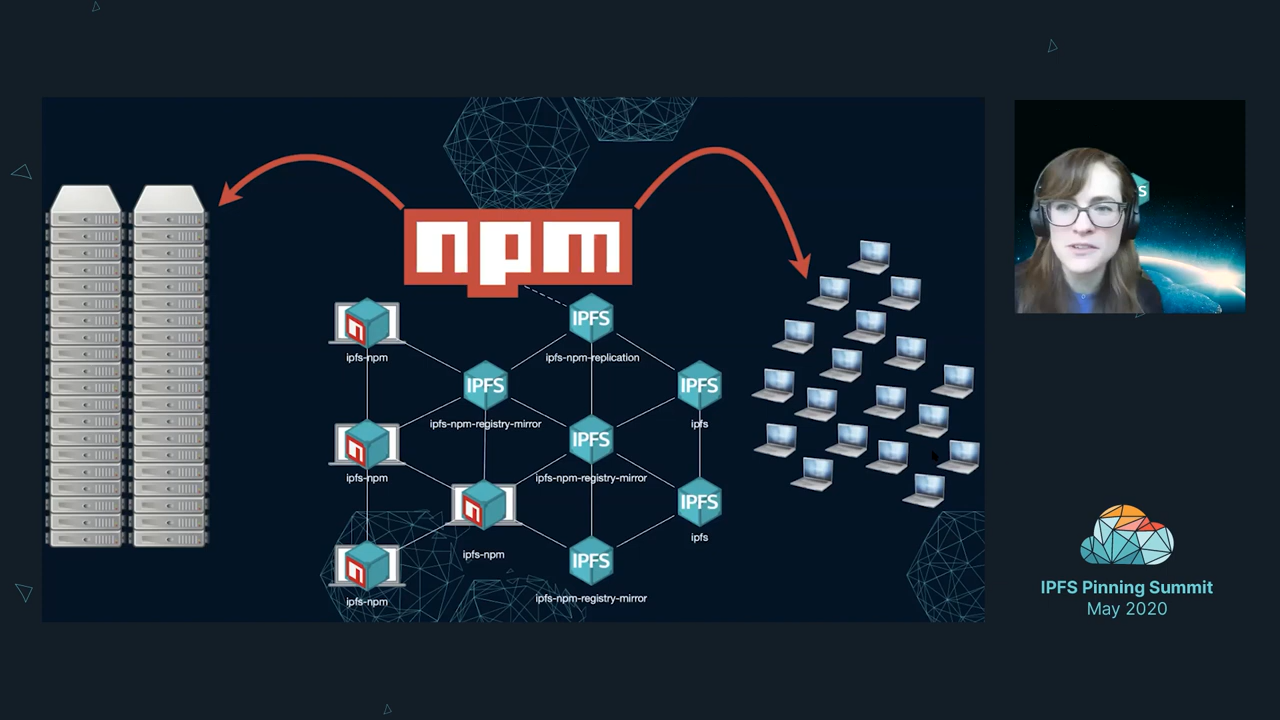 npm
IPFS
ipfs-npm
ipfs-npm-replication
IPFS
IPFS
ipfs-npm-registry-mirror
ipfs
IPFS
ipfs-npm
ipfs-npm-registry-mirror
IPFS
ipfs-npm
ipfs
IPFS
ipfs-npm
ipfs-npm-registry-mirror
n
n
n
n
S
IPFS Pinning Summit
May 2020